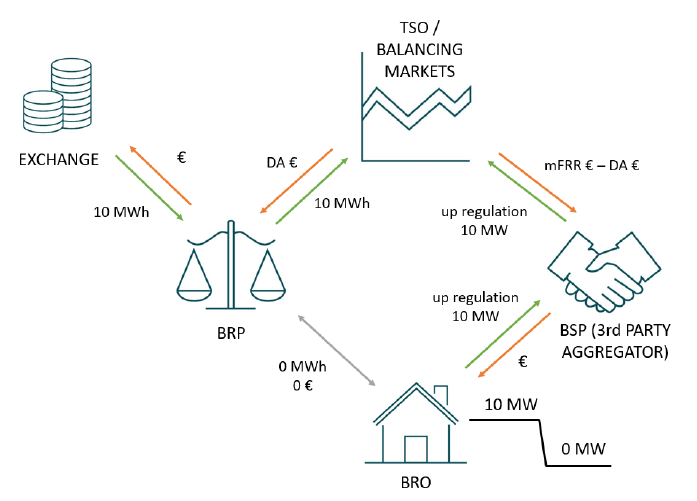 TSO /
BALANCING
MARKETS
EXCHANGE
€
10 MWh
DA €
10 MWh
mFRR € – DA €
up regulation
10 MW
BRP
up regulation
10 MW
€
BSP (3rd PARTY
AGGREGATOR)
0 MWh
0 €
10 MW
0 MW
BRO